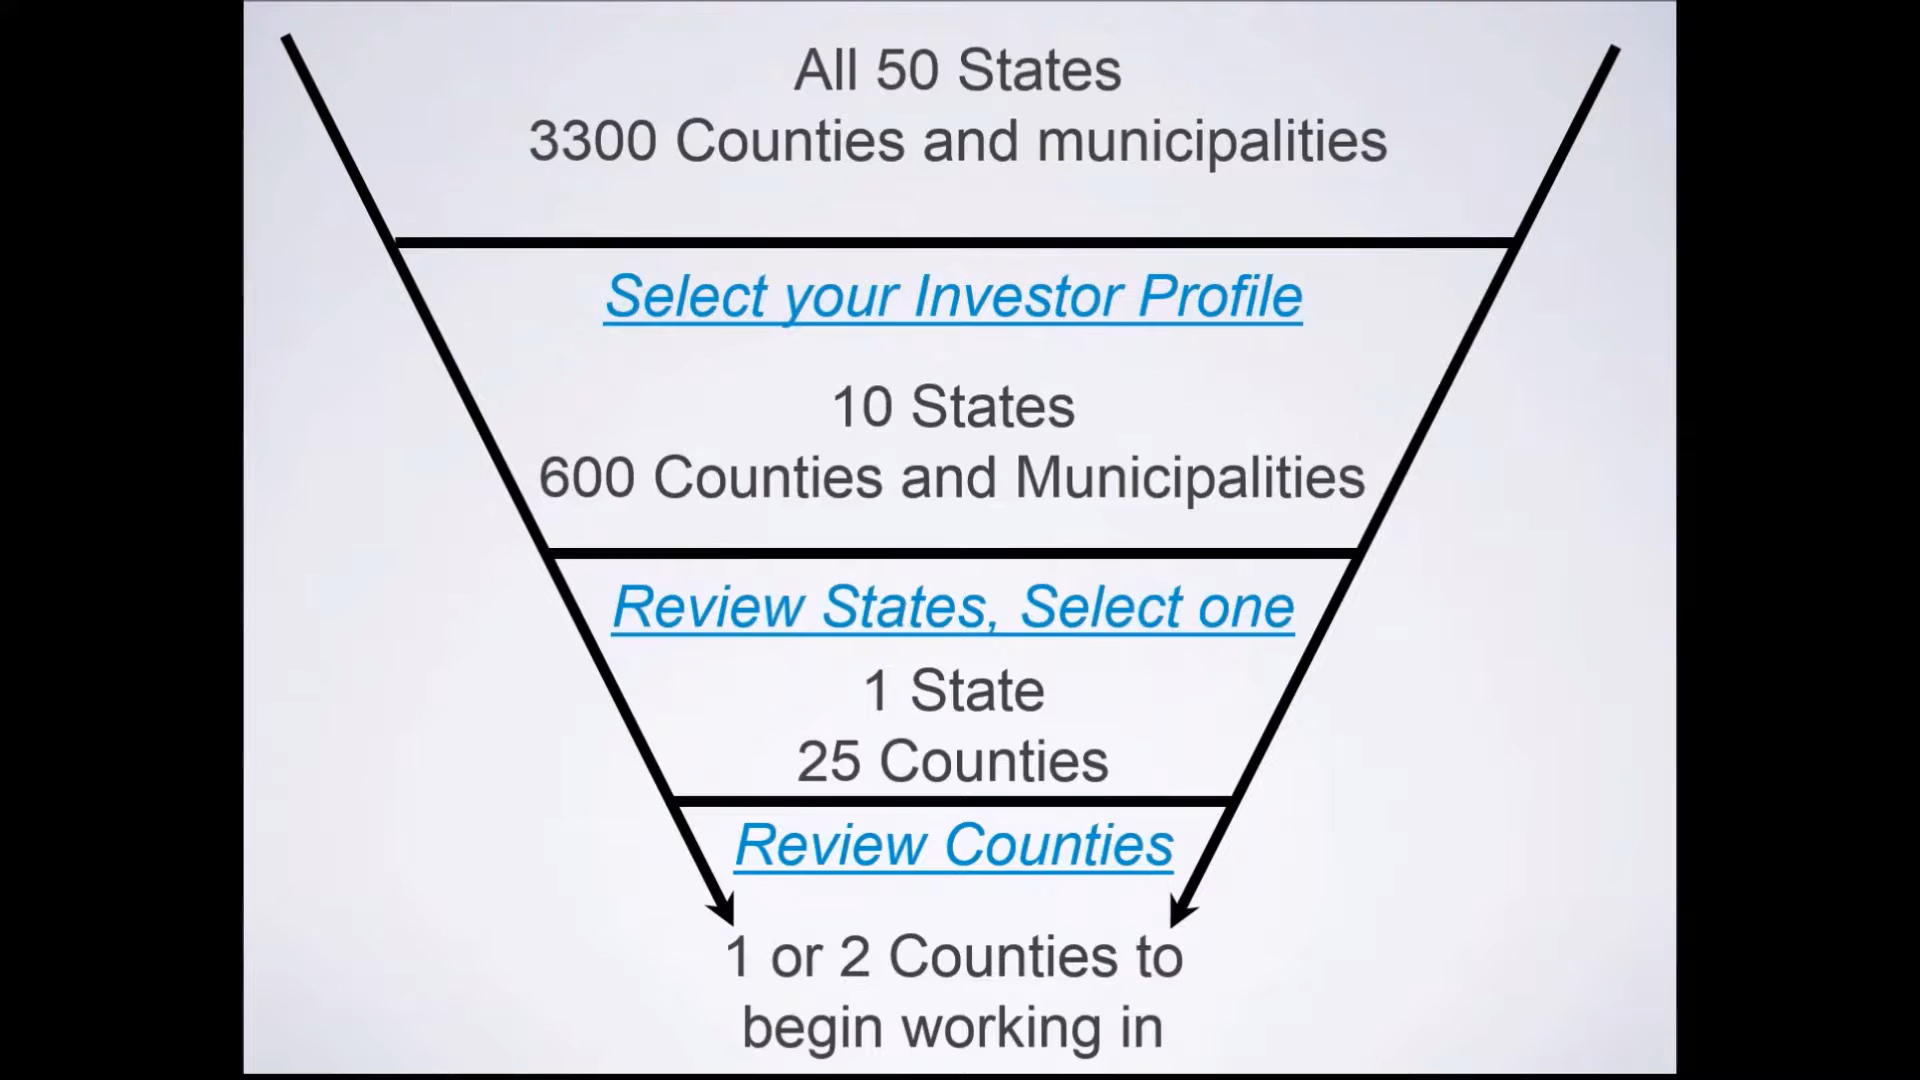 All 50 States
3300 Counties and municipalities
Select your Investor Profile
10 States
600 Counties and Municipalities
Review States, Select one
1 State
25 Counties
Review Counties
1 or 2 Counties to
begin working in